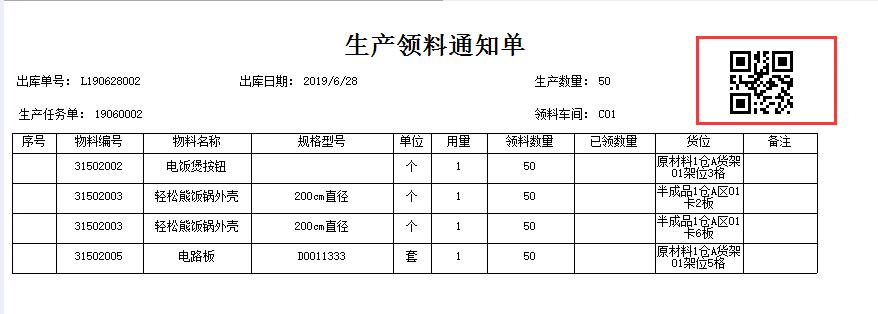 生产领料通知单
出库单号: L190628002 出库日期: 2019/6/28 生产数量: 50
生产任务单: 19060002 领料车间: C01
序号 物料编号 物料名称 规格型号 单位 用量 领料数量 已领数量 货位 备注
31502002 电饭煲按钮 个 1 50 原材料1仓A货架01架位3格
31502003 轻松熊饭锅外壳 200cm直径 个 1 50 半成品1仓A区01卡2板
31502003 轻松熊饭锅外壳 200cm直径 个 1 50 半成品1仓A区01卡6板
31502005 电路板 D0011333 套 1 50 原材料1仓A货架01架位5格